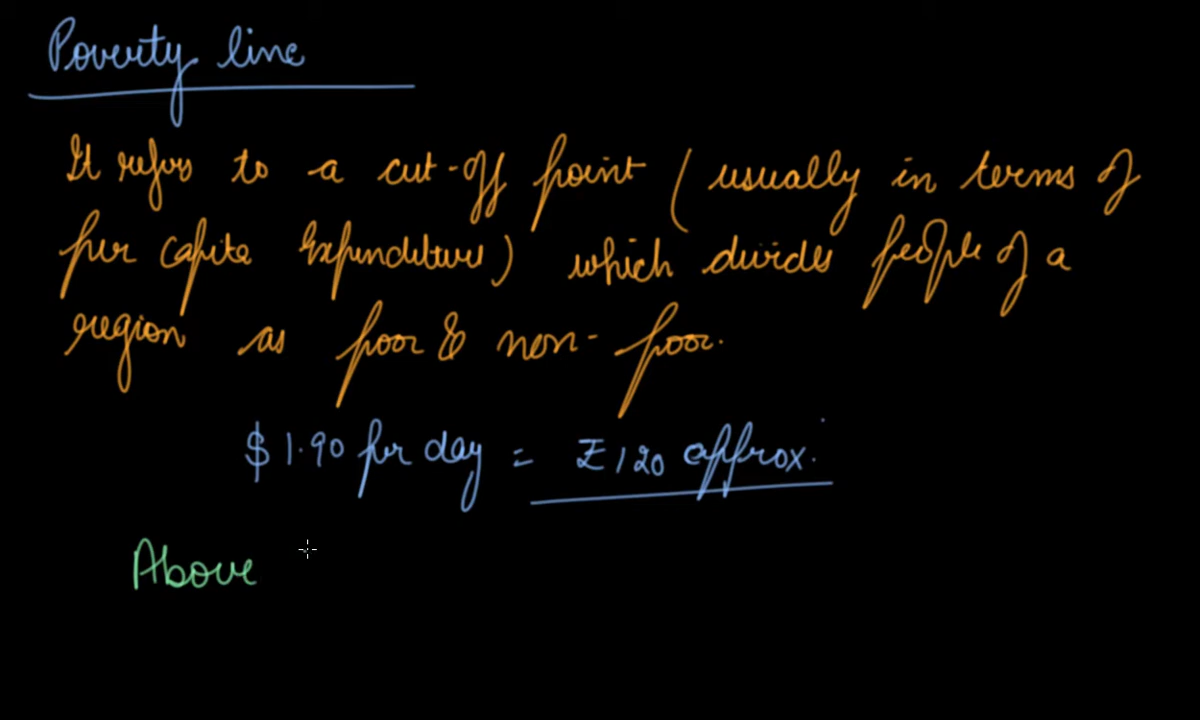 Poverty line
It refers to a cut-off point (usually in terms of
per capita Expenditure) which divides people of a
region as poor & non-poor.
$1.90 per day = ₹120 approx.
Above